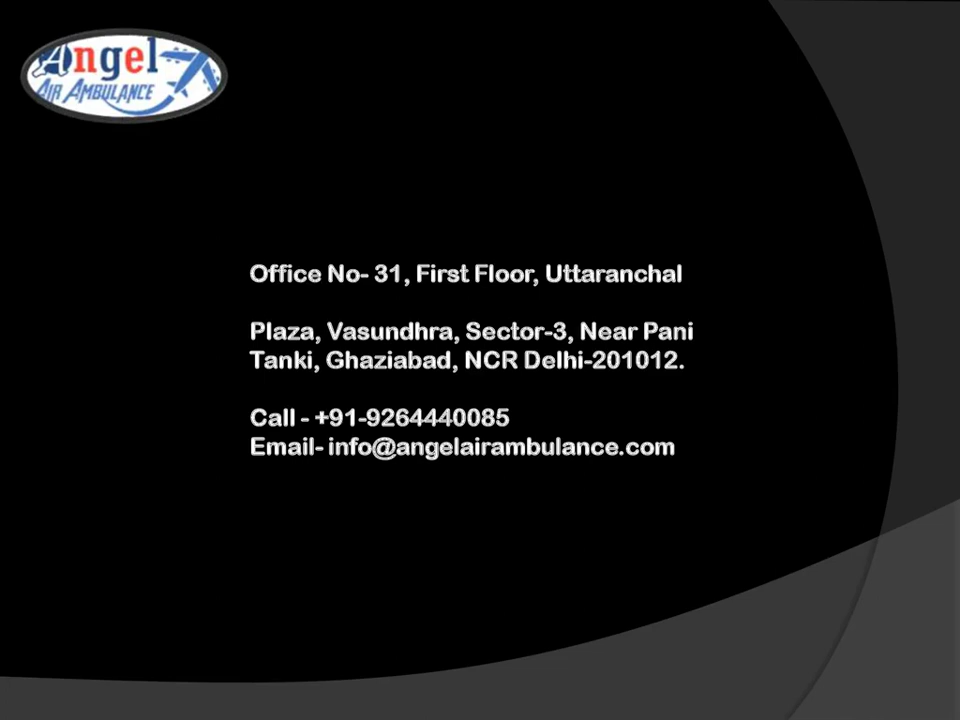 Angel
AIR AMBULANCE
Office No- 31, First Floor, Uttaranchal
Plaza, Vasundhra, Sector-3, Near Pani
Tanki, Ghaziabad, NCR Delhi-201012.
Call - +91-9264440085
Email- info@angelairambulance.com